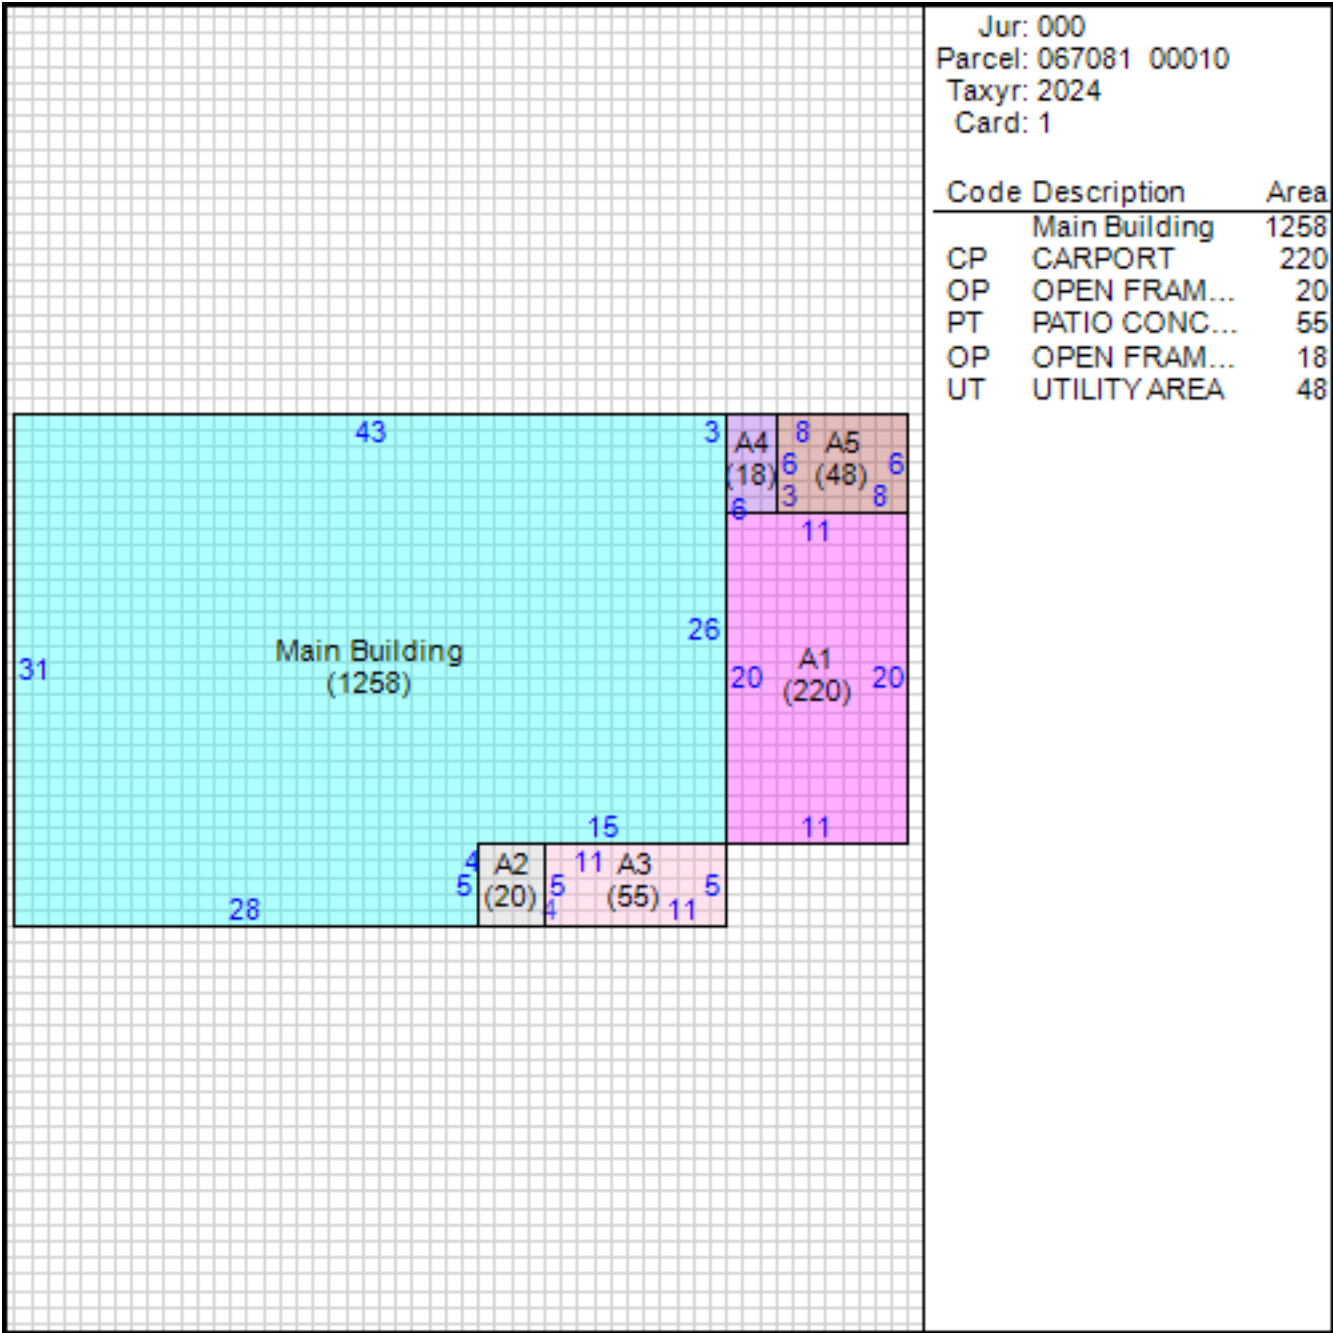 Jur: 000
Parcel: 067081 00010
Taxyr: 2024
Card: 1
Code Description Area
Main Building 1258
CP CARPORT 220
OP OPEN FRAM... 20
PT PATIO CONC... 55
OP OPEN FRAM... 18
UT UTILITY AREA 48
43 3 A4 8 A5
(18) 6 (48) 6
6 3 8
11
26
31 Main Building 20 A1 20
(1258) (220)
15 11
4 A2 11 A3
5 (20) 5 (55) 5
28 4 11